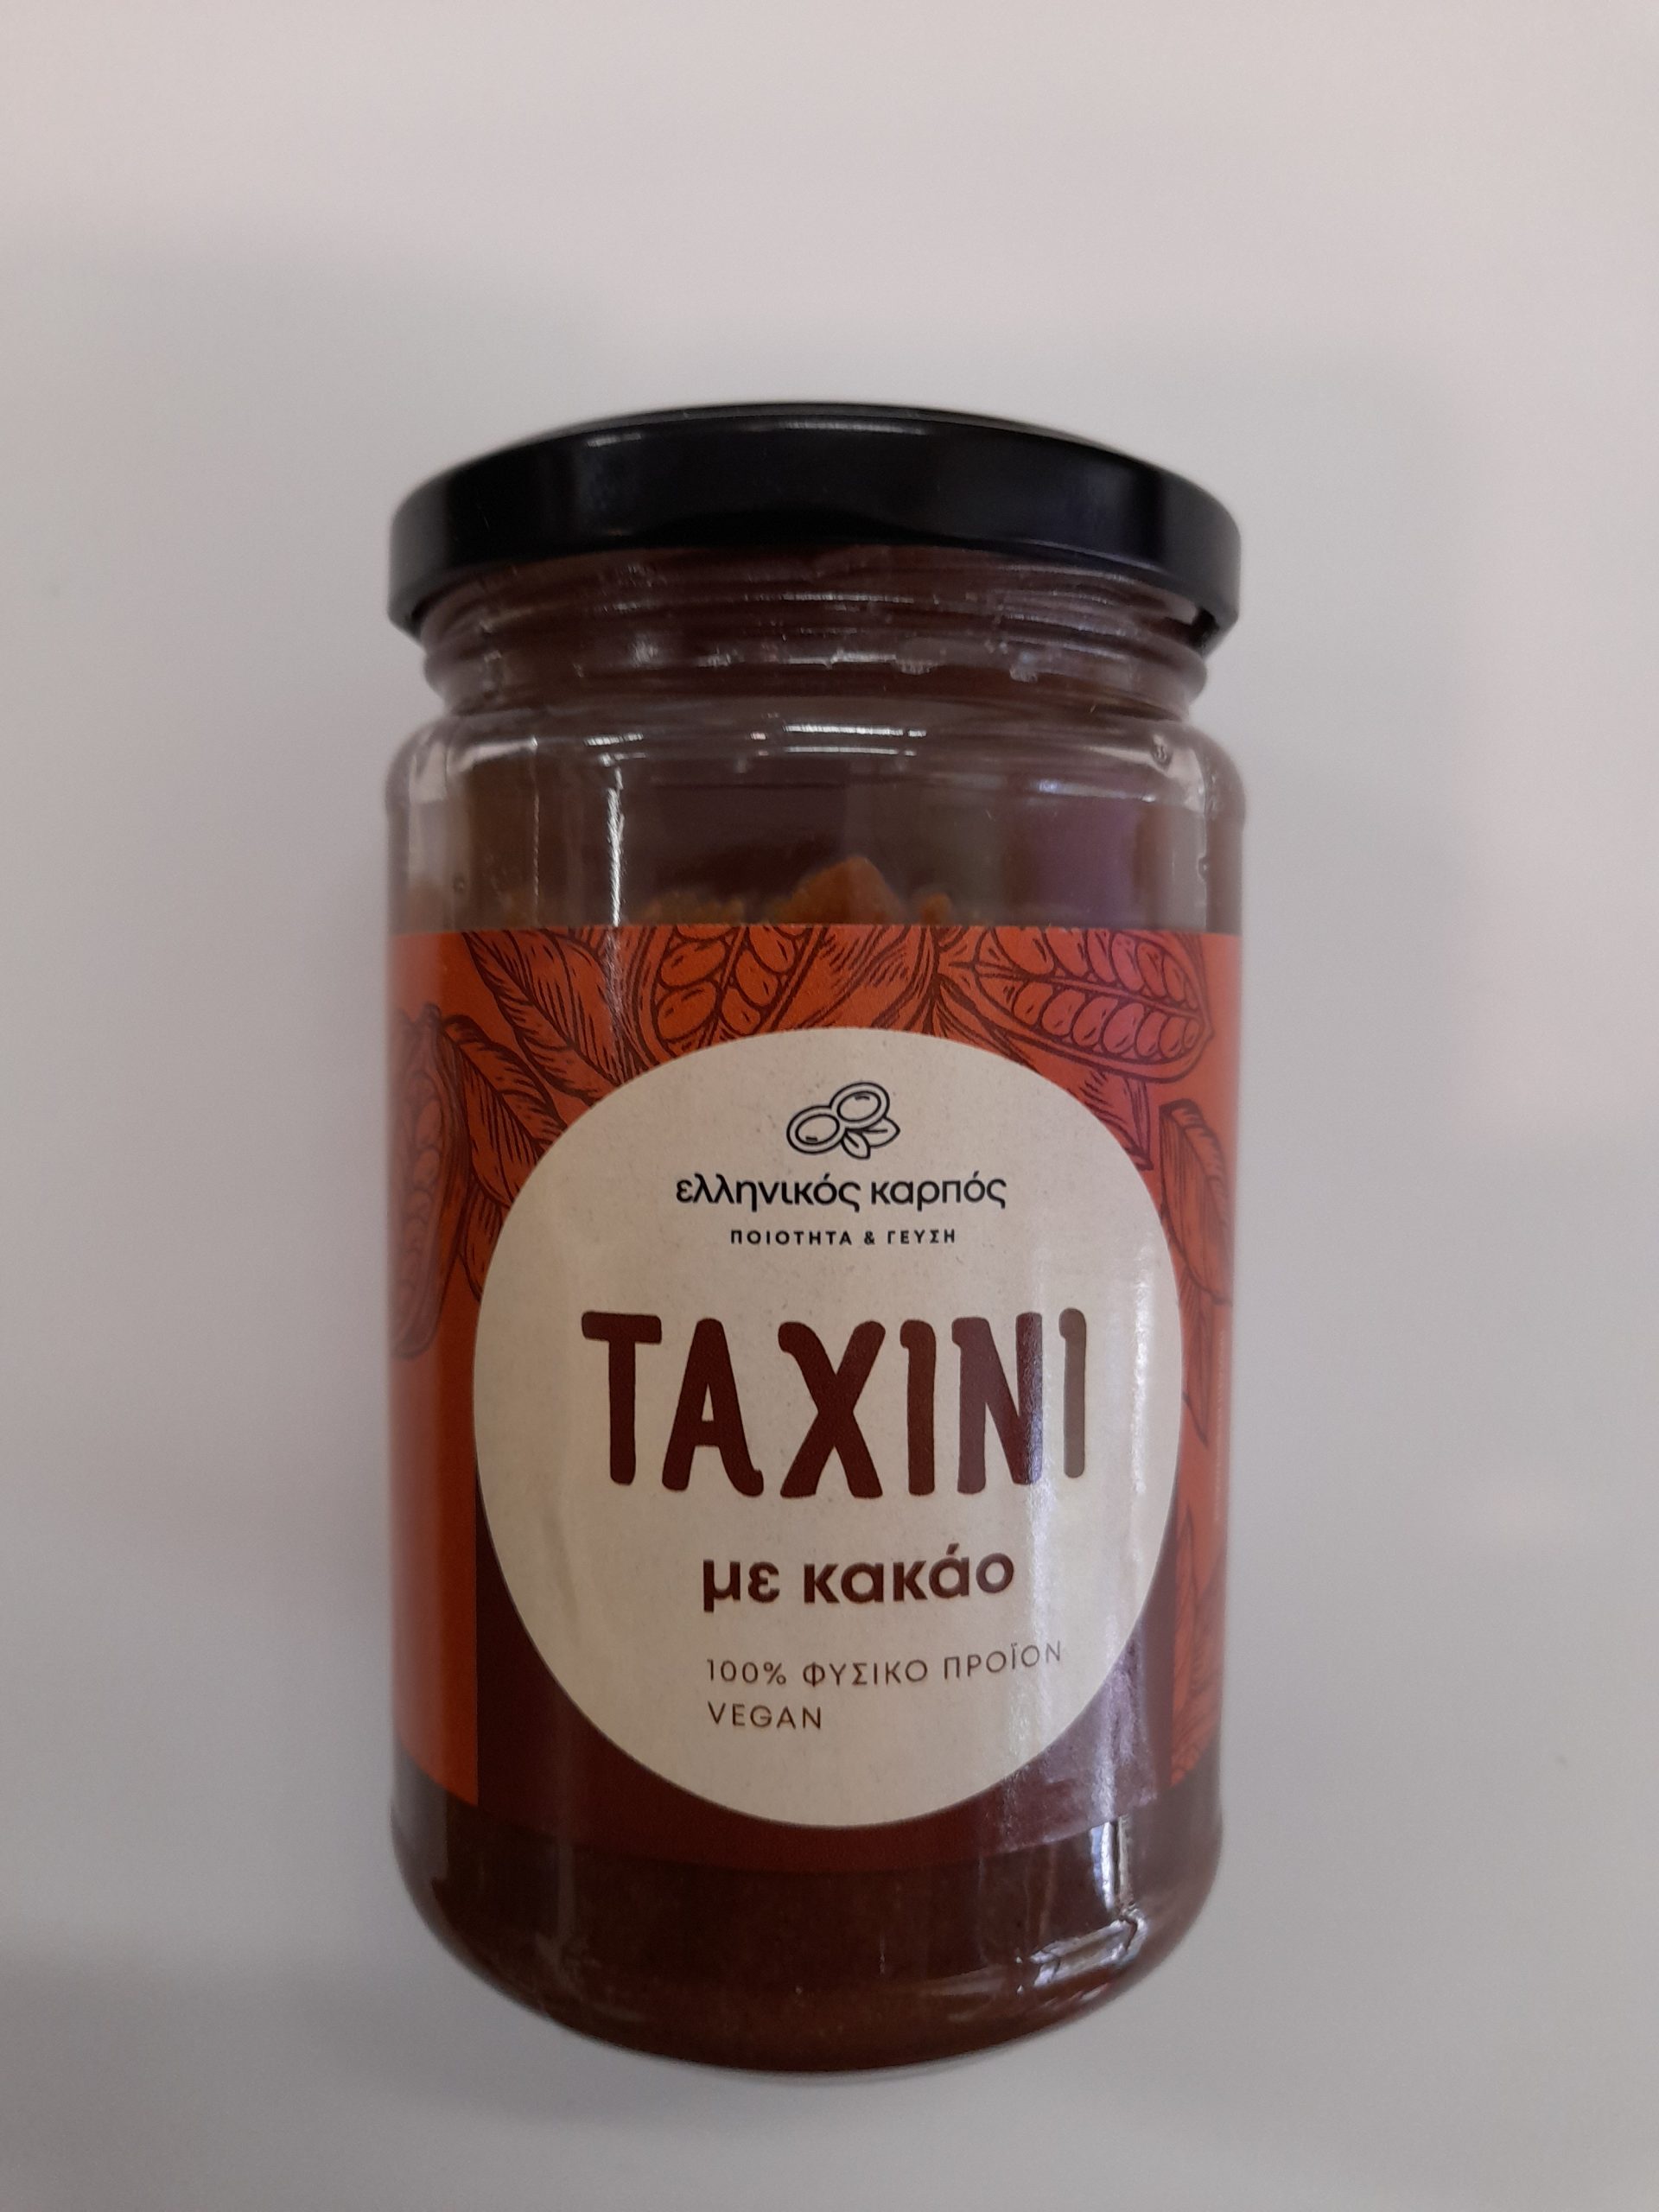 ελληνικός καρπός
ΠΟΙΟΤΗΤΑ & ΓΕΥΣΗ
ΤΑΧΙΝΙ
με κακάο
100% ΦΥΣΙΚΟ ΠΡΟΪΟΝ
VEGAN